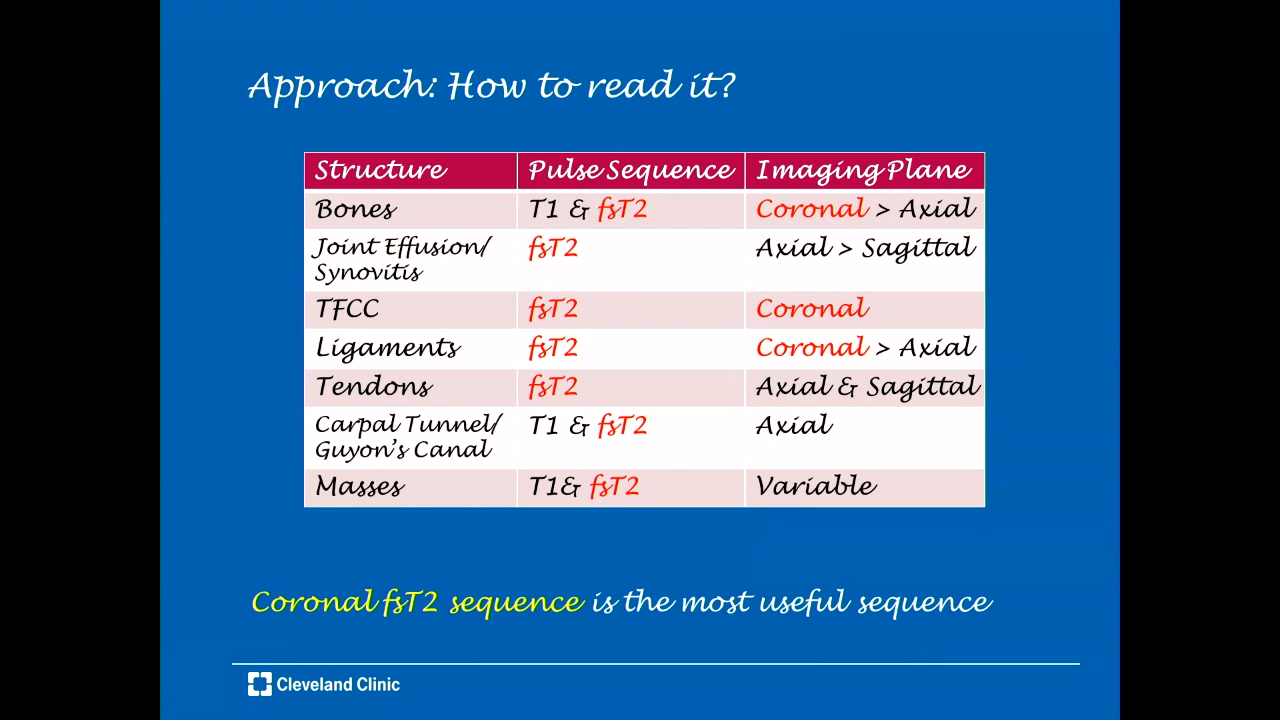 Approach: How to read it?
Structure Pulse Sequence Imaging Plane
Bones T1 & fsT2 Coronal > Axial
Joint Effusion/ fsT2 Axial > Sagittal
Synovitis
TFCC fsT2 Coronal
Ligaments fsT2 Coronal > Axial
Tendons fsT2 Axial & Sagittal
Carpal Tunnel/ T1 & fsT2 Axial
Guyon's Canal
Masses T1& fsT2 Variable
Coronal fsT2 sequence is the most useful sequence
Cleveland Clinic